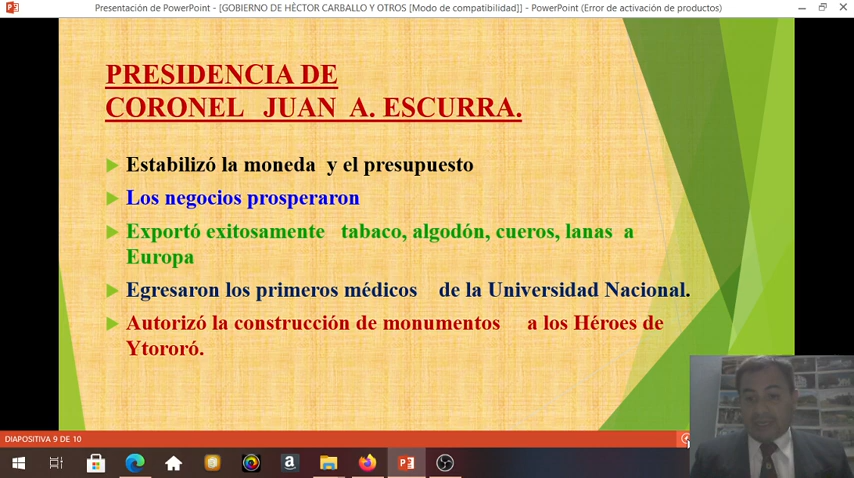 Presentación de PowerPoint - [GOBIERNO DE HÈCTOR CARBALLO Y OTROS [Modo de compatibilidad]] - PowerPoint (Error de activación de productos)
PRESIDENCIA DE
CORONEL JUAN A. ESCURRA.
Estabilizó la moneda y el presupuesto
Los negocios prosperaron
Exportó exitosamente tabaco, algodón, cueros, lanas a
Europa
Egresaron los primeros médicos de la Universidad Nacional.
Autorizó la construcción de monumentos a los Héroes de
Ytororó.
DIAPOSITIVA 9 DE 10